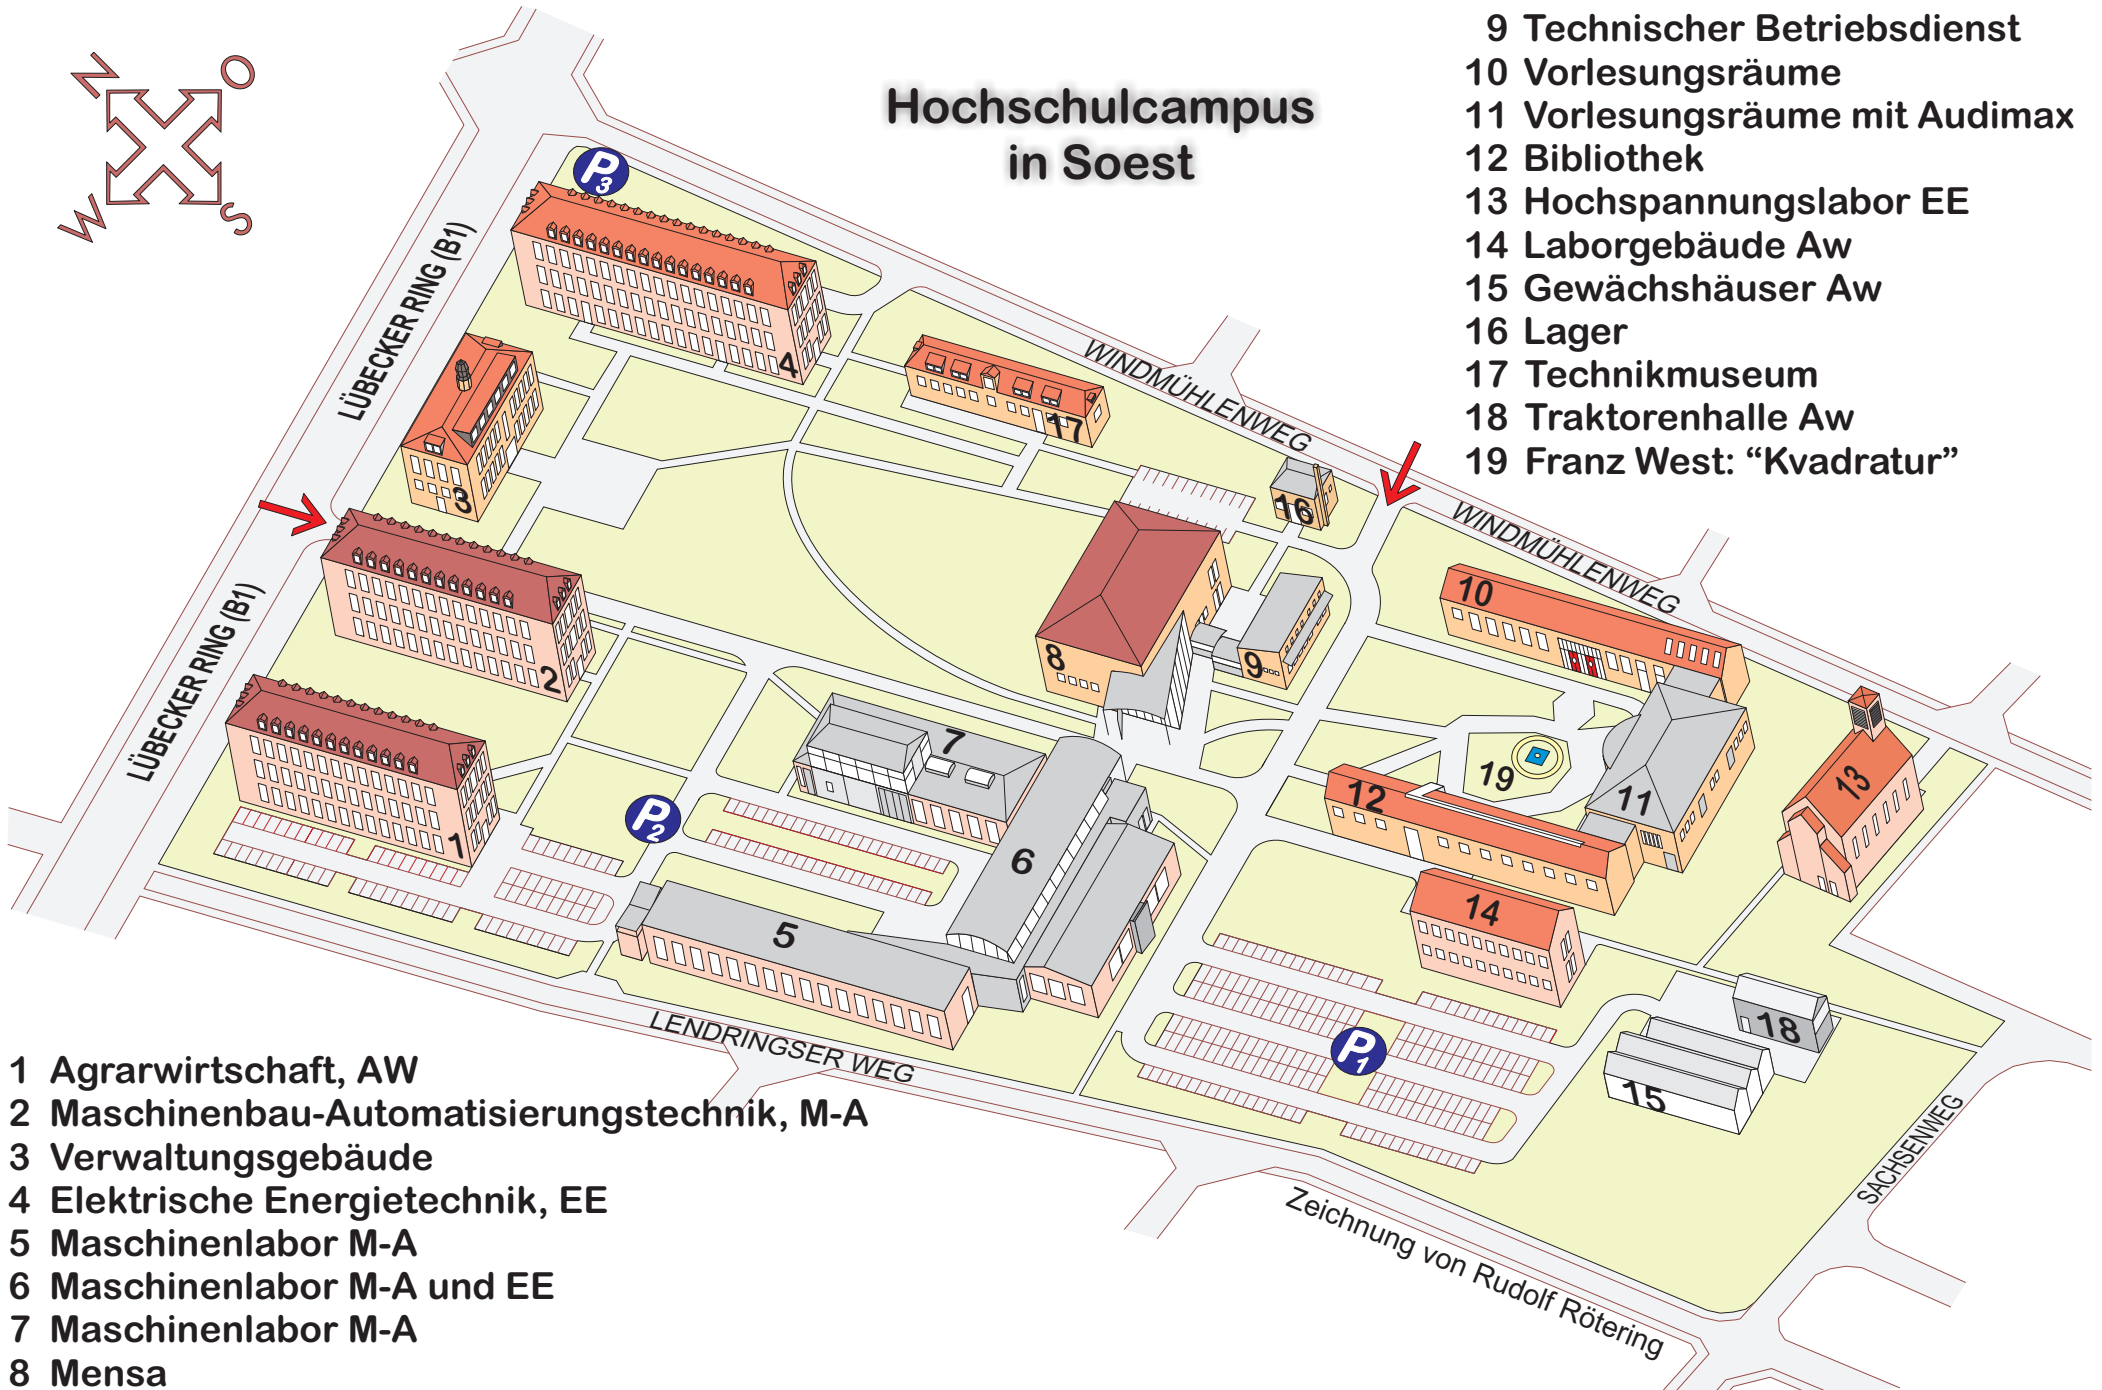 N
O
W
S
Hochschulcampus
in Soest
9 Technischer Betriebsdienst
10 Vorlesungsräume
11 Vorlesungsräume mit Audimax
12 Bibliothek
13 Hochspannungslabor EE
14 Laborgebäude Aw
15 Gewächshäuser Aw
16 Lager
17 Technikmuseum
18 Traktorenhalle Aw
19 Franz West: “Kvadratur”
P3
LÜBECKER RING (B1)
4
WINDMÜHLENWEG
17
3
16
WINDMÜHLENWEG
LÜBECKER RING (B1)
10
2
8
9
7
19
11
13
12
P2
1
6
5
14
LENDRINGSER WEG
P1
18
15
SACHSENWEG
Zeichnung von Rudolf Rötering
1 Agrarwirtschaft, AW
2 Maschinenbau-Automatisierungstechnik, M-A
3 Verwaltungsgebäude
4 Elektrische Energietechnik, EE
5 Maschinenlabor M-A
6 Maschinenlabor M-A und EE
7 Maschinenlabor M-A
8 Mensa